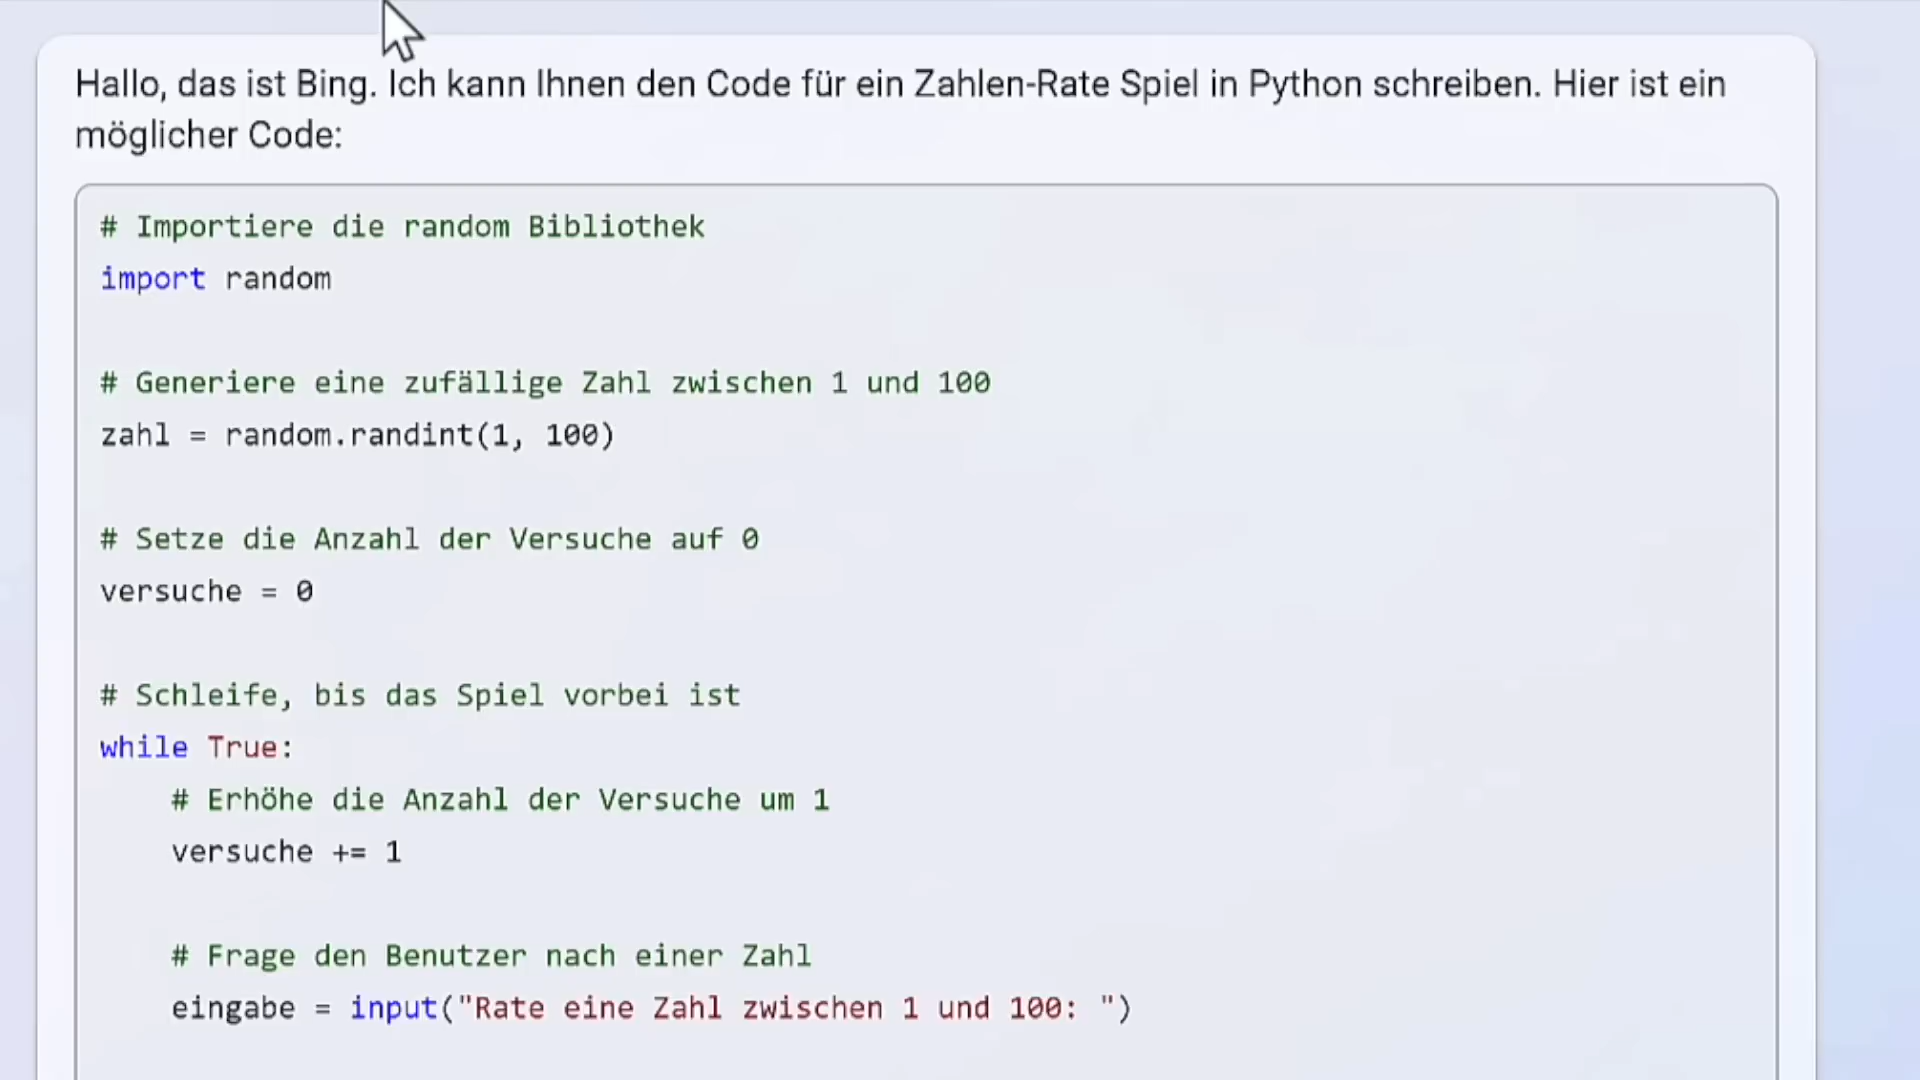 Hallo, das ist Bing. Ich kann Ihnen den Code für ein Zahlen-Rate Spiel in Python schreiben. Hier ist ein
möglicher Code:
# Importiere die random Bibliothek
import random
# Generiere eine zufällige Zahl zwischen 1 und 100
zahl = random.randint(1, 100)
# Setze die Anzahl der Versuche auf 0
versuche = 0
# Schleife, bis das Spiel vorbei ist
while True:
    # Erhöhe die Anzahl der Versuche um 1
    versuche += 1
    # Frage den Benutzer nach einer Zahl
    eingabe = input("Rate eine Zahl zwischen 1 und 100: ")